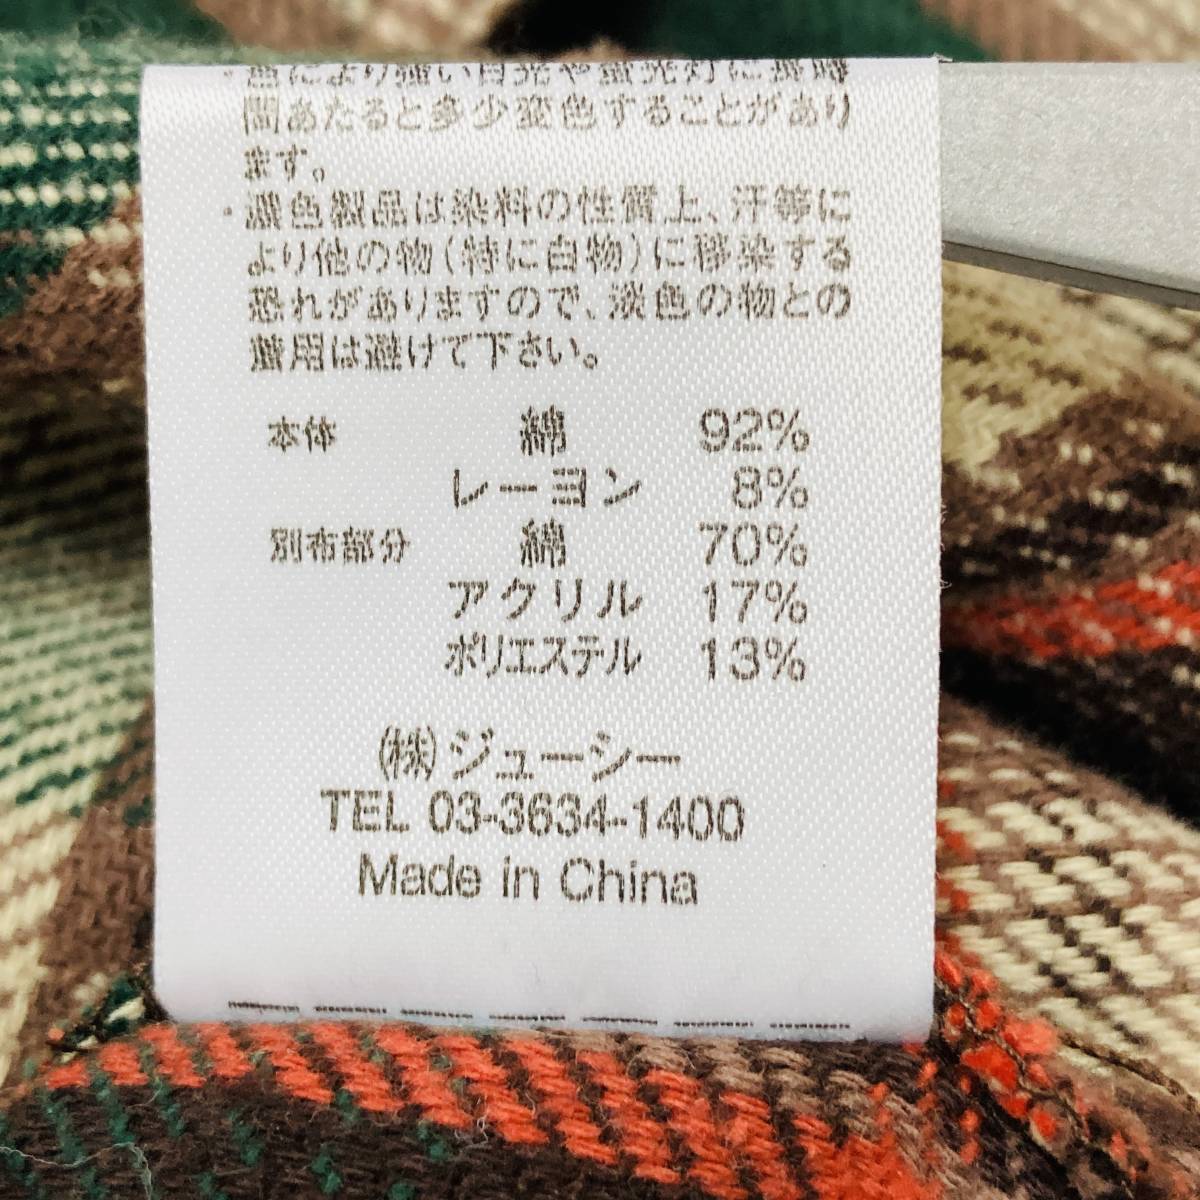 ・色により強い日光や蛍光灯に長時
間あたると多少変色することがあり
ます。
・濃色製品は染料の性質上、汗等に
より他の物(特に白物)に移染する
恐れがありますので、淡色の物との
着用は避けて下さい。
本体 綿 92%
レーヨン 8%
別布部分 綿 70%
アクリル 17%
ポリエステル 13%
(株)ジューシー
TEL 03-3634-1400
Made in China